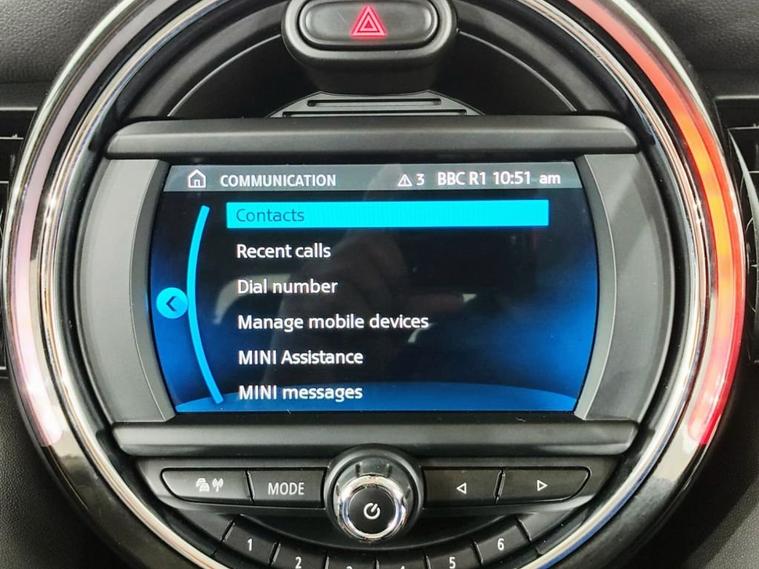 COMMUNICATION 3 BBC R1 10:51 am
Contacts
Recent calls
Dial number
Manage mobile devices
MINI Assistance
MINI messages
MODE
1 2 3 4 5 6